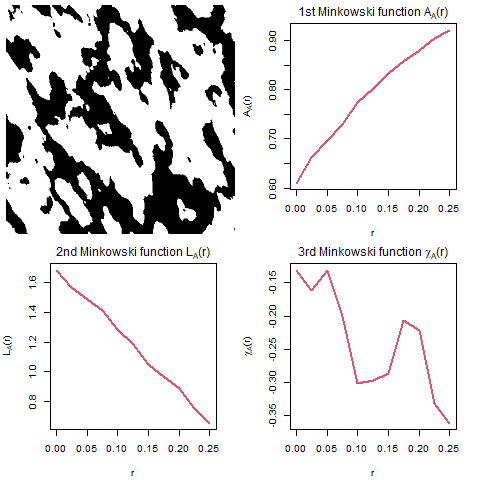 1st Minkowski function A_A(r)
A_A(r)
0.60 0.70 0.80 0.90
0.00 0.05 0.10 0.15 0.20 0.25
r
2nd Minkowski function L_A(r)
L_A(r)
0.8 1.0 1.2 1.4 1.6
0.00 0.05 0.10 0.15 0.20 0.25
r
3rd Minkowski function χ_A(r)
χ_A(r)
-0.35 -0.30 -0.25 -0.20 -0.15
0.00 0.05 0.10 0.15 0.20 0.25
r